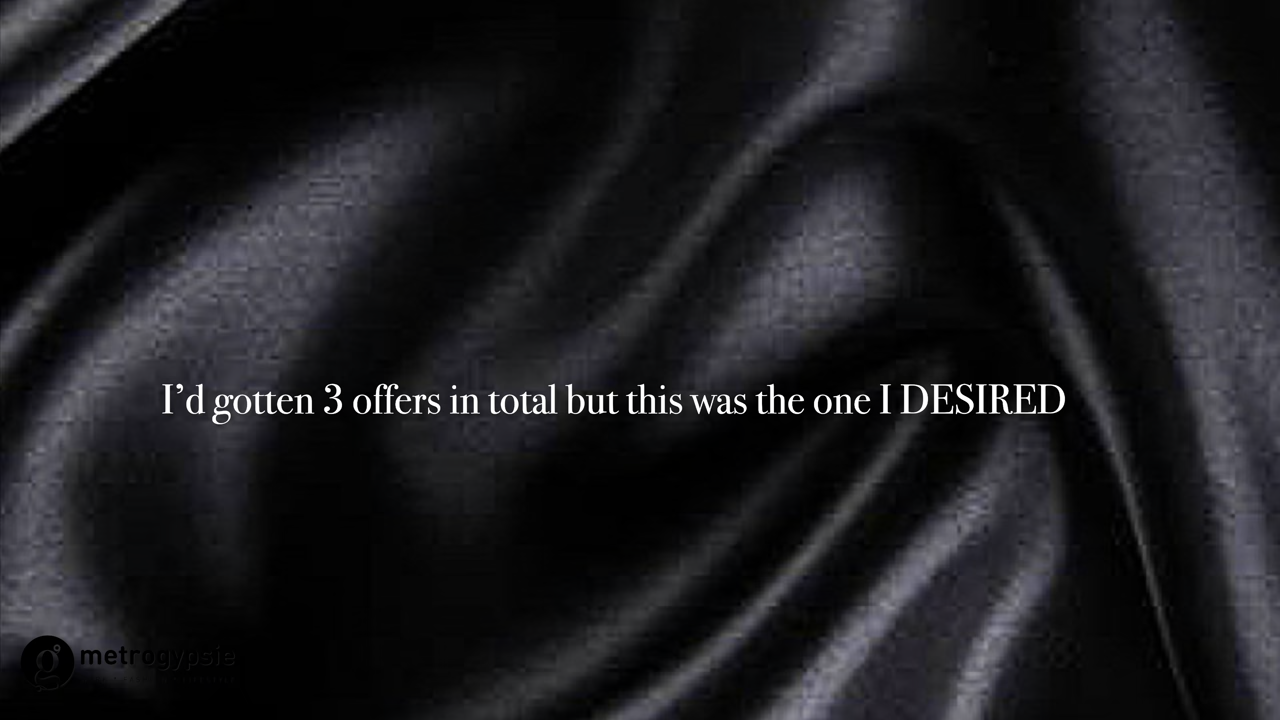 I’d gotten 3 offers in total but this was the one I DESIRED
metrogypsie